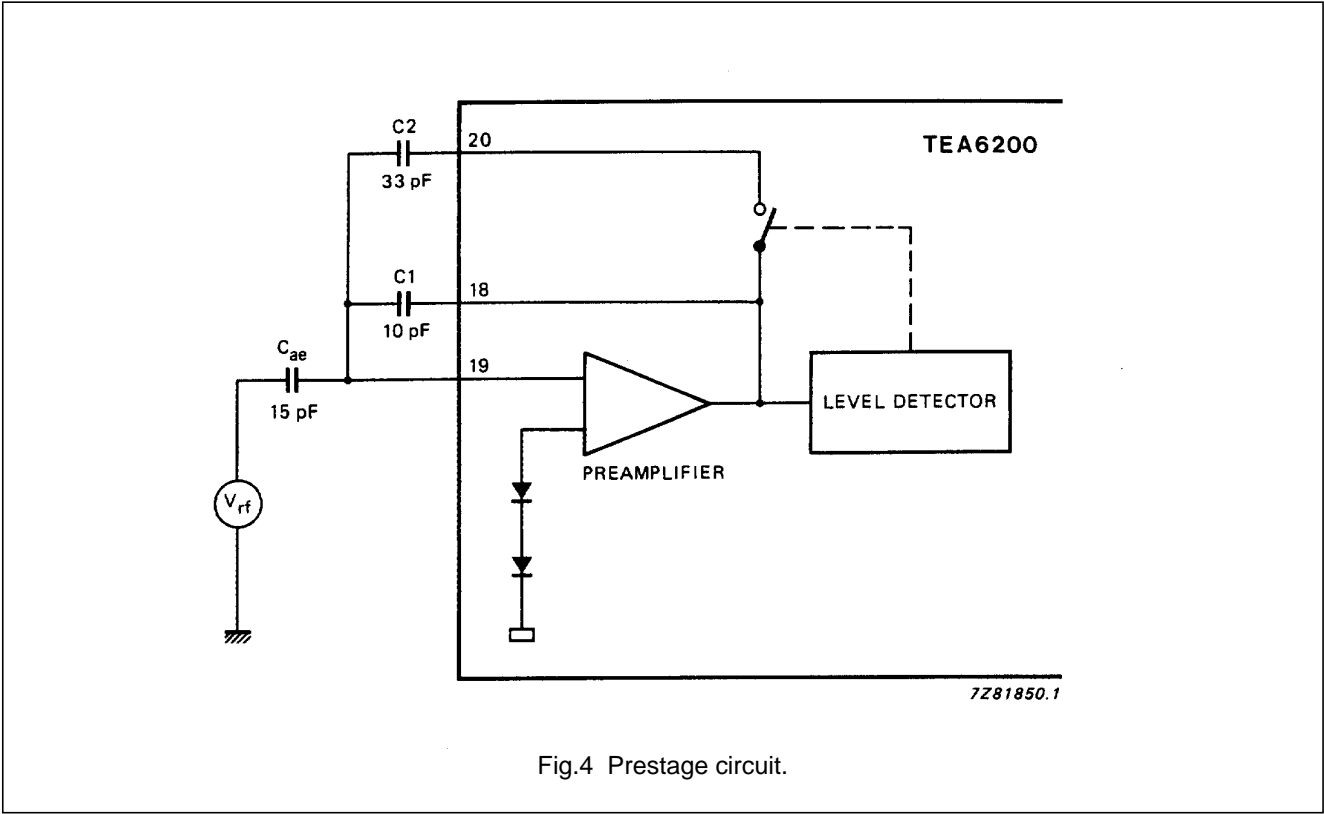 C2
20
TEA6200
33 pF
C1
18
10 pF
Cae
19
15 pF
LEVEL DETECTOR
PREAMPLIFIER
Vrf
7Z81850.1
Fig.4 Prestage circuit.